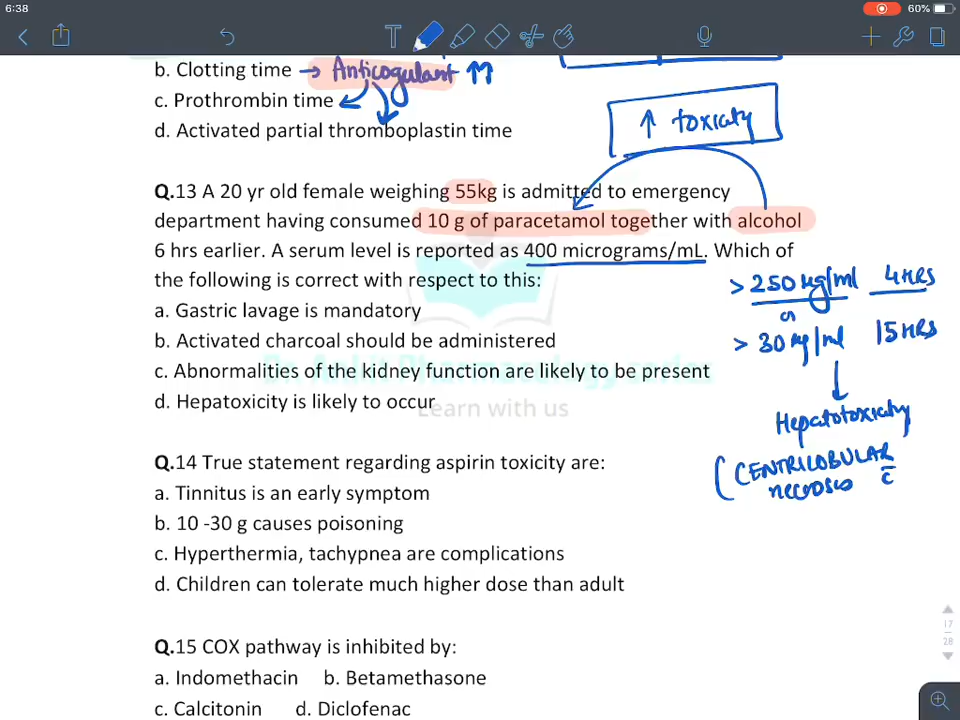 6:38
60%
b. Clotting time → Anticogulant ↑↑
c. Prothrombin time
d. Activated partial thromboplastin time
↑ toxicity
Q.13 A 20 yr old female weighing 55kg is admitted to emergency
department having consumed 10 g of paracetamol together with alcohol
6 hrs earlier. A serum level is reported as 400 micrograms/mL. Which of
the following is correct with respect to this:
a. Gastric lavage is mandatory
b. Activated charcoal should be administered
c. Abnormalities of the kidney function are likely to be present
d. Hepatoxicity is likely to occur
Learn with us
> 250 μg/ml 4 HRS
or
> 30 μg/ml 15 HRS
Hepatotoxicity
(CENTRILOBULAR
necrosis c
Q.14 True statement regarding aspirin toxicity are:
a. Tinnitus is an early symptom
b. 10 -30 g causes poisoning
c. Hyperthermia, tachypnea are complications
d. Children can tolerate much higher dose than adult
Q.15 COX pathway is inhibited by:
a. Indomethacin b. Betamethasone
c. Calcitonin d. Diclofenac
17
28